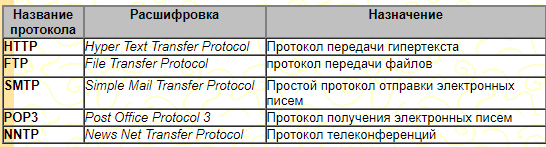 Название протокола Расшифровка Назначение
HTTP Hyper Text Transfer Protocol Протокол передачи гипертекста
FTP File Transfer Protocol протокол передачи файлов
SMTP Simple Mail Transfer Protocol Простой протокол отправки электронных писем
POP3 Post Office Protocol 3 Протокол получения электронных писем
NNTP News Net Transfer Protocol Протокол телеконференций